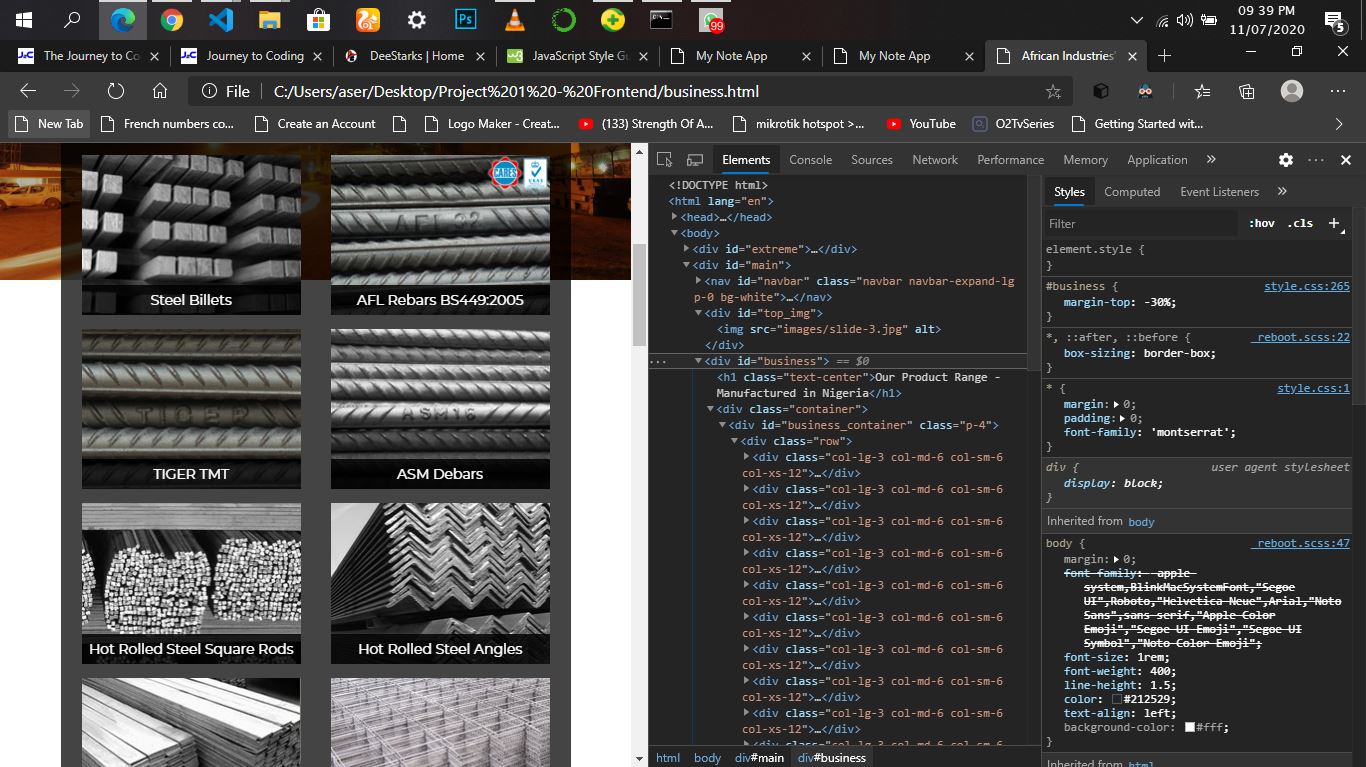 99
09 39 PM
11/07/2020
5
The Journey to Co
Journey to Coding
DeeStarks | Home
JavaScript Style Gu
My Note App
My Note App
African Industries'
File | C:/Users/aser/Desktop/Project%201%20-%20Frontend/business.html
New Tab
French numbers co...
Create an Account
Logo Maker - Creat...
(133) Strength Of A...
mikrotik hotspot >...
YouTube
O2TvSeries
Getting Started wit...
CARES
Steel Billets
AFL Rebars BS449:2005
TIGER
TIGER TMT
ASM16
ASM Debars
Hot Rolled Steel Square Rods
Hot Rolled Steel Angles
Elements Console Sources Network Performance Memory Application
<!DOCTYPE html>
<html lang="en">
<head>…</head>
<body>
<div id="extreme">…</div>
<div id="main">
<nav id="navbar" class="navbar navbar-expand-lg
p-0 bg-white">…</nav>
<div id="top_img">
<img src="images/slide-3.jpg" alt>
</div>
<div id="business"> == $0
<h1 class="text-center">Our Product Range -
Manufactured in Nigeria</h1>
<div class="container">
<div id="business_container" class="p-4">
<div class="row">
<div class="col-lg-3 col-md-6 col-sm-6
col-xs-12">…</div>
<div class="col-lg-3 col-md-6 col-sm-6
col-xs-12">…</div>
<div class="col-lg-3 col-md-6 col-sm-6
col-xs-12">…</div>
<div class="col-lg-3 col-md-6 col-sm-6
col-xs-12">…</div>
<div class="col-lg-3 col-md-6 col-sm-6
col-xs-12">…</div>
<div class="col-lg-3 col-md-6 col-sm-6
col-xs-12">…</div>
<div class="col-lg-3 col-md-6 col-sm-6
col-xs-12">…</div>
<div class="col-lg-3 col-md-6 col-sm-6
col-xs-12">…</div>
<div class="col-lg-3 col-md-6 col-sm-6
col-xs-12">…</div>
<div class="col-lg-3 col-md-6 col-sm-6
html body div#main div#business
Styles Computed Event Listeners
Filter :hov .cls +
element.style {
}
#business { style.css:265
margin-top: -30%;
}
*, ::after, ::before { _reboot.scss:22
box-sizing: border-box;
}
* { style.css:1
margin: 0;
padding: 0;
font-family: 'montserrat';
}
div { user agent stylesheet
display: block;
}
Inherited from body
body { _reboot.scss:47
margin: 0;
font-family: -apple-
system,BlinkMacSystemFont,"Segoe
UI",Roboto,"Helvetica Neue",Arial,"Noto
Sans",sans-serif,"Apple Color
Emoji","Segoe UI Emoji","Segoe UI
Symbol","Noto Color Emoji";
font-size: 1rem;
font-weight: 400;
line-height: 1.5;
color: #212529;
text-align: left;
background-color: #fff;
}
Inherited from html